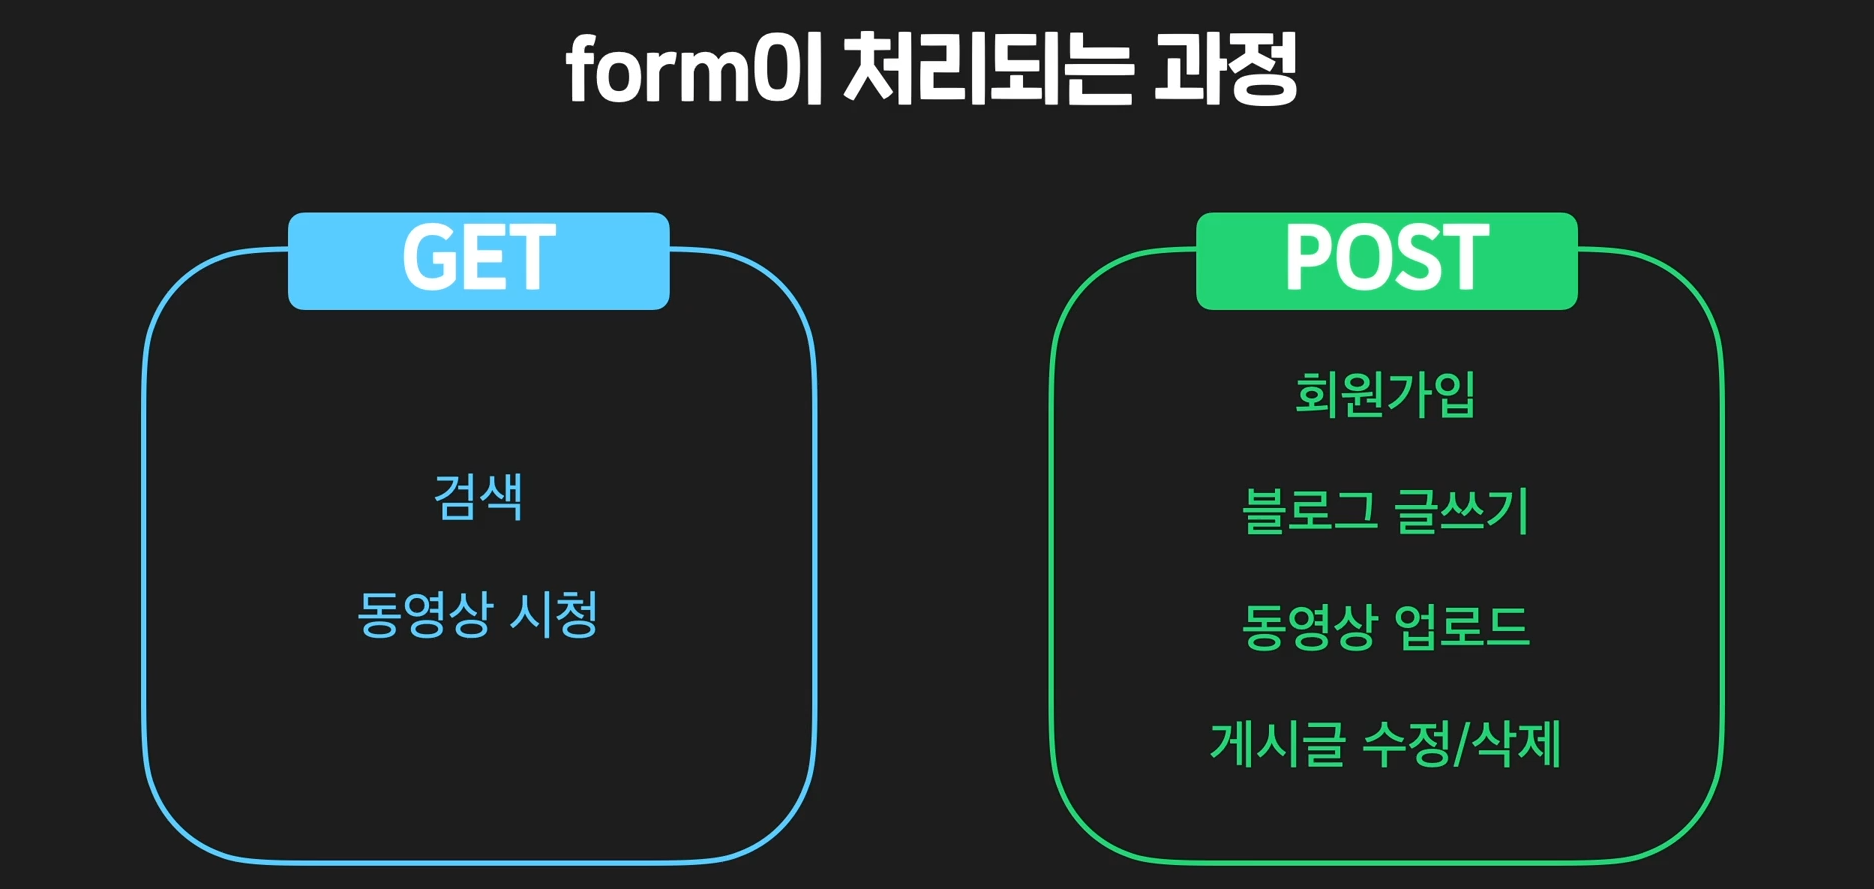 form이 처리되는 과정
GET
검색
동영상 시청
POST
회원가입
블로그 글쓰기
동영상 업로드
게시글 수정/삭제